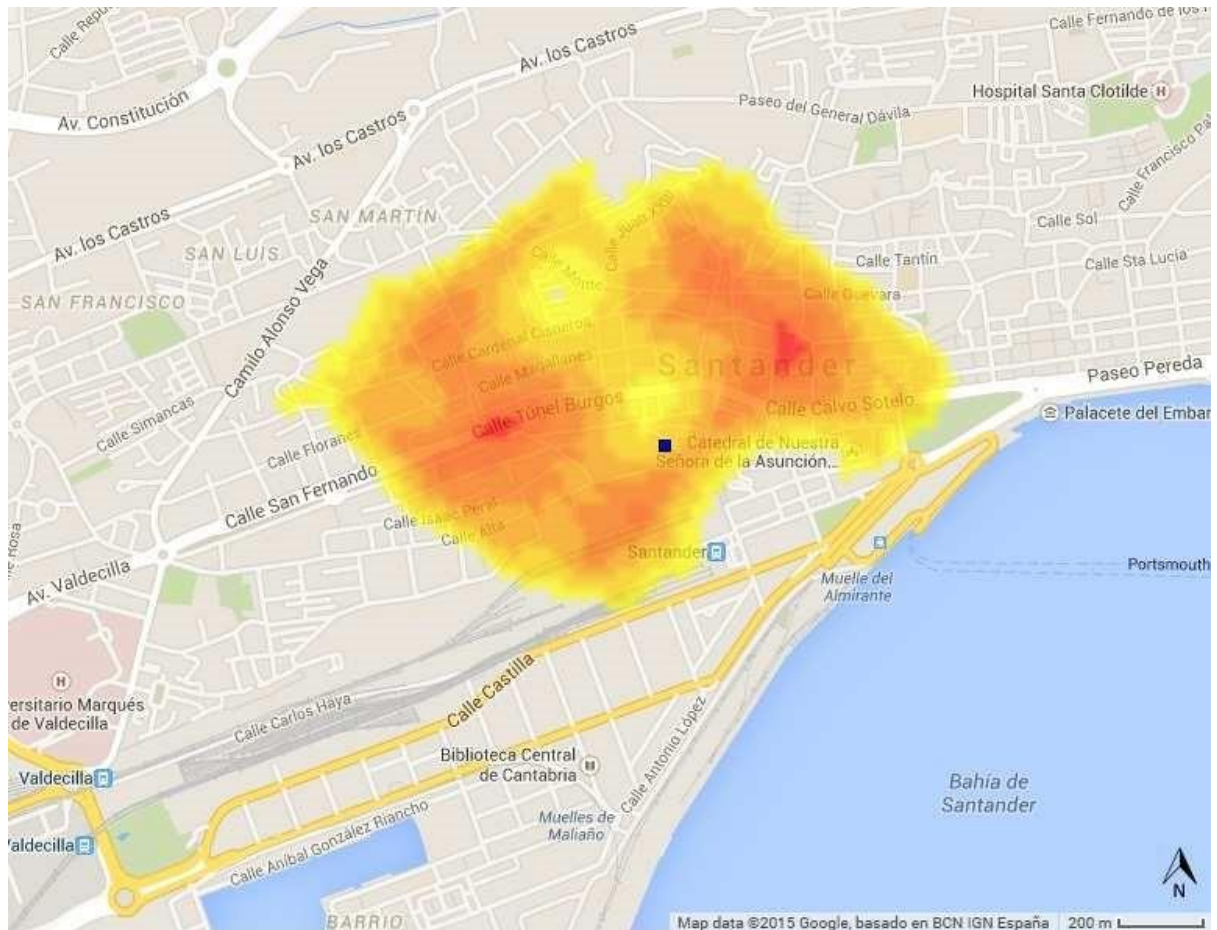 Calle Fernando de los
Calle Repu
Av. los Castros
Hospital Santa Clotilde
H
Av. Constitución
Paseo del General Dávila
Av. los Castros
Calle Francisco Pal
SAN MARTÍN
Calle Juan XXIII
Calle Sol
Av. los Castros
SAN LUIS
Calle Monte
Calle Tantín
Calle Sta Lucía
SAN FRANCISCO
Camilo Alonso Vega
Calle Guevara
Calle Cardenal Cisneros
Calle Magallanes
Santander
Paseo Pereda
Calle Simancas
Calle Túnel Burgos
Calle Calvo Sotelo
Palacete del Embar
Calle Floranes
Catedral de Nuestra
Señora de la Asunción,...
Calle San Fernando
Calle Isaac Peral
Calle Alta
Rosa
Santander
Av. Valdecilla
Portsmouth
Muelle del
Almirante
H
versitario Marqués
de Valdecilla
Calle Castilla
Calle Carlos Haya
Biblioteca Central
de Cantabria
Calle Antonio López
Valdecilla
Bahía de
Santander
Muelles de
Maliaño
Valdecilla
Calle Aníbal González Riancho
N
BARRIO
Map data ©2015 Google, basado en BCN IGN España 200 m